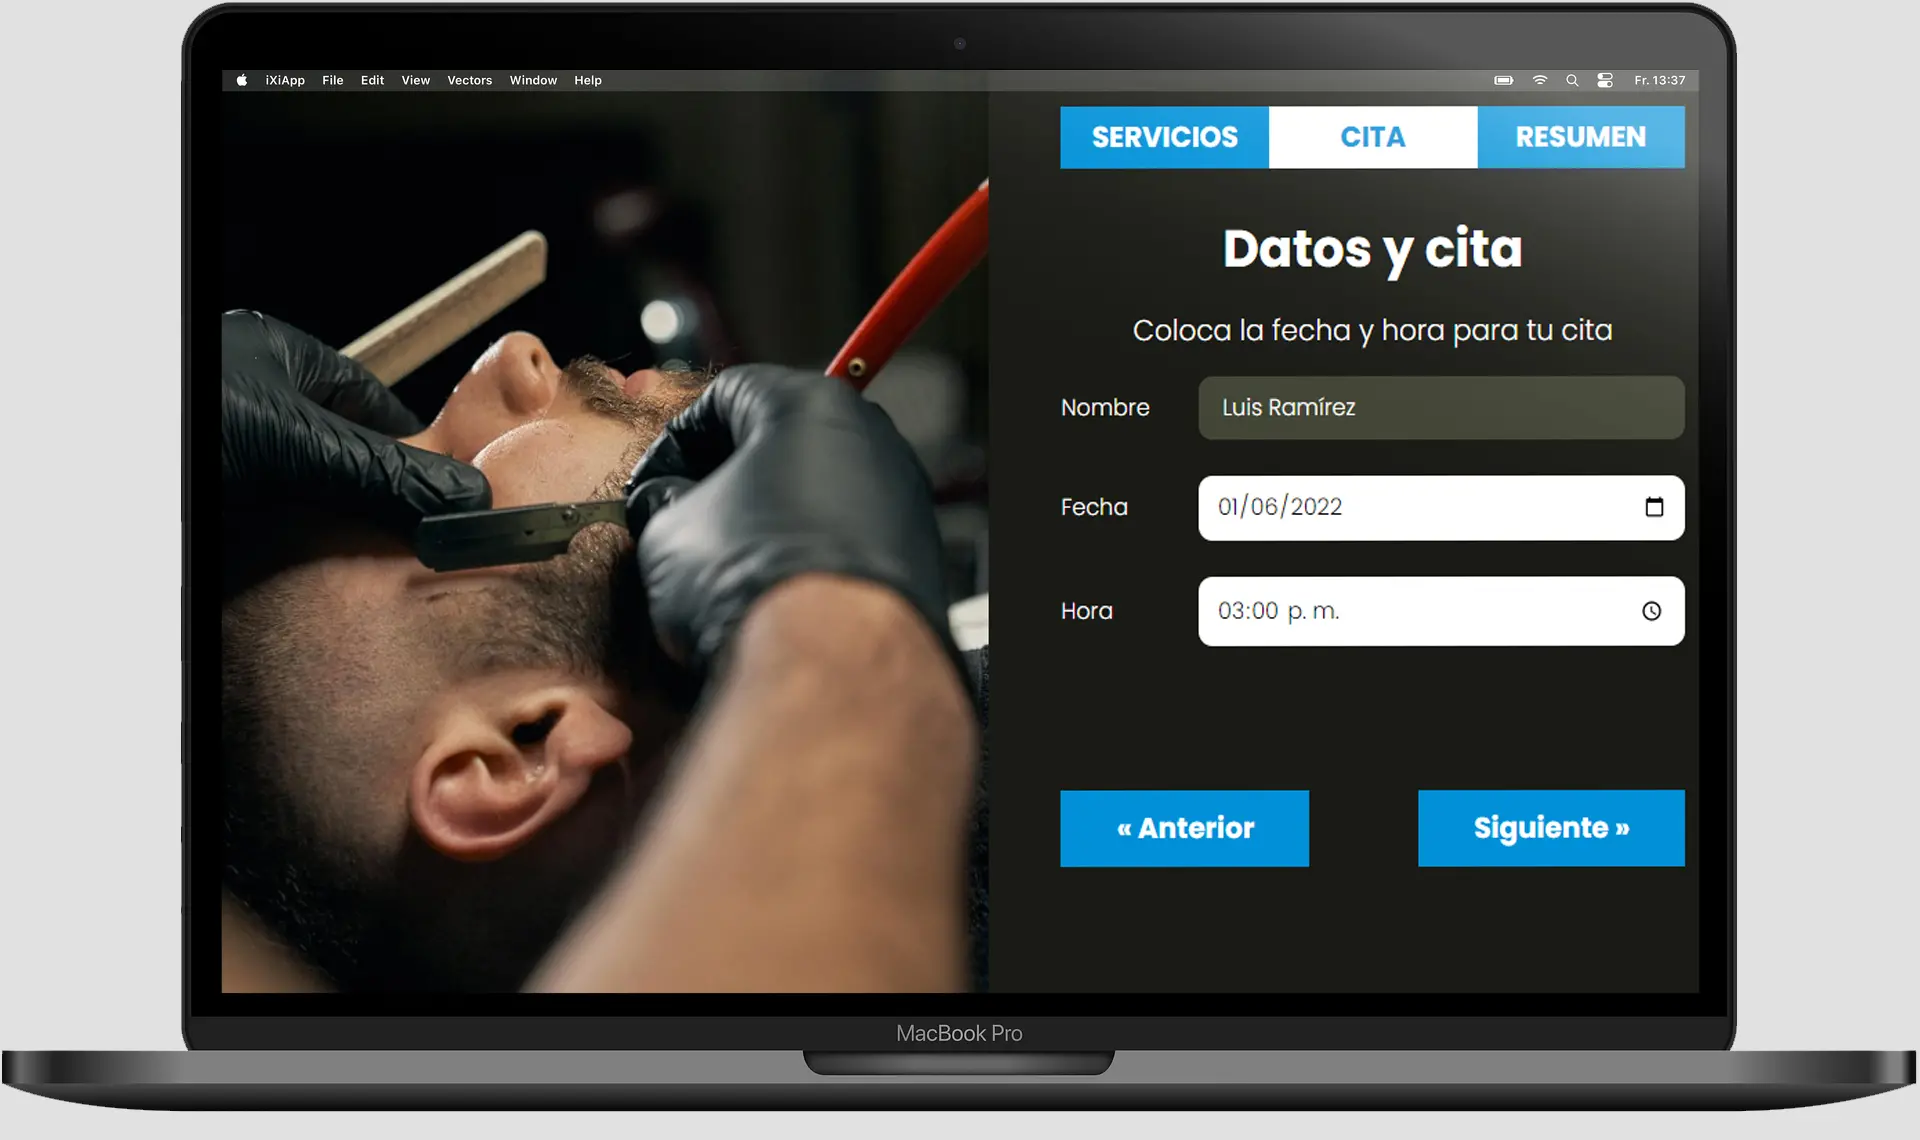 iXiApp File Edit View Vectors Window Help
Fr. 13:37
SERVICIOS CITA RESUMEN
Datos y cita
Coloca la fecha y hora para tu cita
Nombre Luis Ramírez
Fecha 01/06/2022
Hora 03:00 p. m.
« Anterior Siguiente »
MacBook Pro